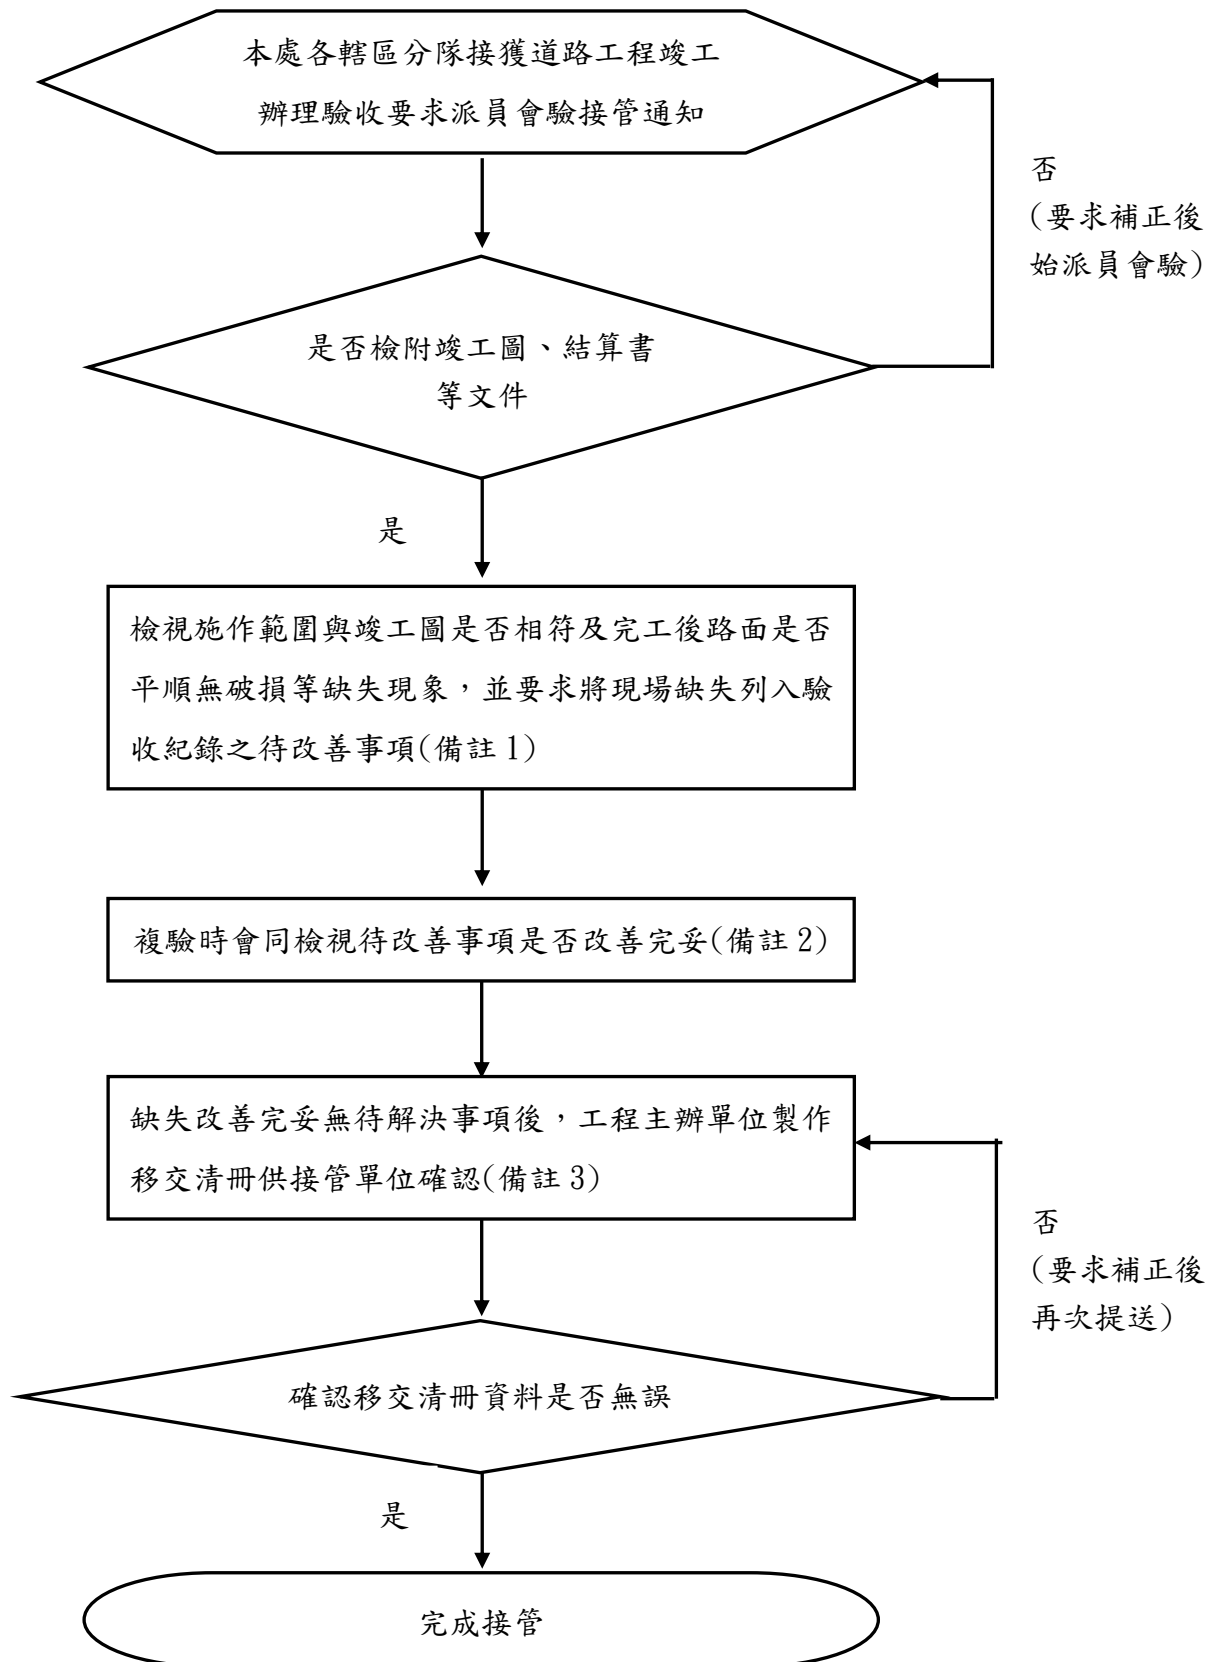 本處各轄區分隊接獲道路工程竣工
辦理驗收要求派員會驗接管通知
否
(要求補正後
始派員會驗)
是否檢附竣工圖、結算書
等文件
是
檢視施作範圍與竣工圖是否相符及完工後路面是否
平順無破損等缺失現象，並要求將現場缺失列入驗
收紀錄之待改善事項(備註1)
複驗時會同檢視待改善事項是否改善完妥(備註2)
缺失改善完妥無待解決事項後，工程主辦單位製作
移交清冊供接管單位確認(備註3)
否
(要求補正後
再次提送)
確認移交清冊資料是否無誤
是
完成接管